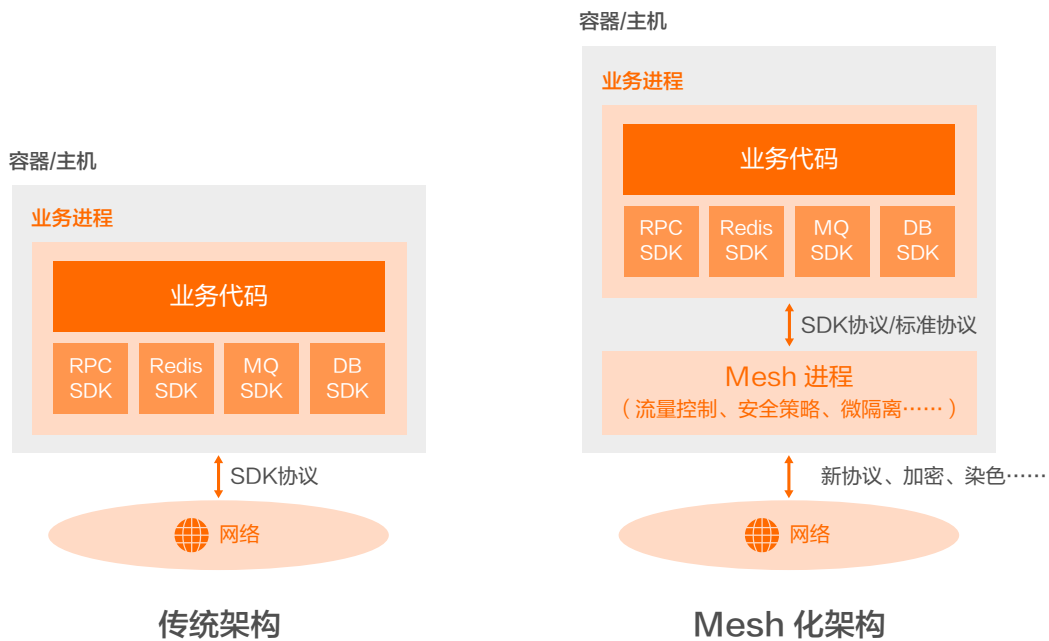 容器/主机
业务进程
业务代码
RPC
SDK
Redis
SDK
MQ
SDK
DB
SDK
SDK协议
网络
传统架构
容器/主机
业务进程
业务代码
RPC
SDK
Redis
SDK
MQ
SDK
DB
SDK
SDK协议/标准协议
Mesh 进程
（流量控制、安全策略、微隔离……）
新协议、加密、染色……
网络
Mesh 化架构